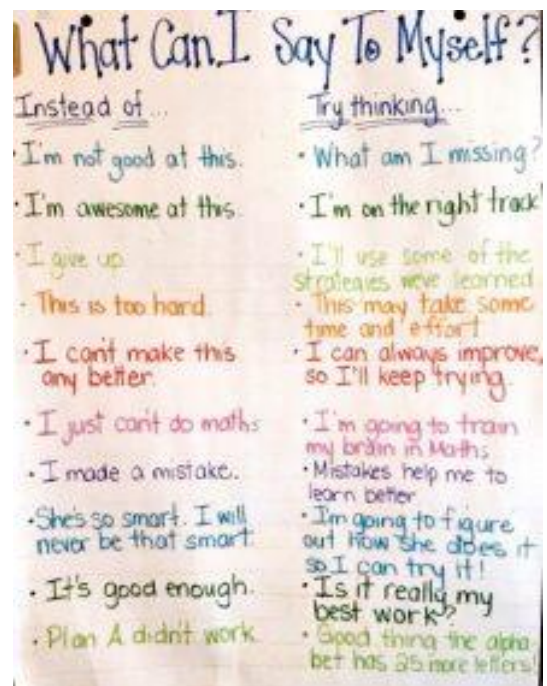 What Can I Say To Myself?
Instead of ...
Try thinking...
· I'm not good at this.
· What am I missing?
· I'm awesome at this.
· I'm on the right track!
· I give up
· I'll use some of the
strategies we've learned
· This is too hard.
· This may take some
time and effort
· I can't make this
any better.
· I can always improve,
so I'll keep trying.
· I just can't do maths
· I'm going to train
my brain in Maths
· I made a mistake.
· Mistakes help me to
learn better
· She's so smart. I will
never be that smart.
· I'm going to figure
out how she does it
so I can try it!
· It's good enough.
· Is it really my
best work?
· Plan A didn't work
· Good thing the alpha
bet has 25 more letters!